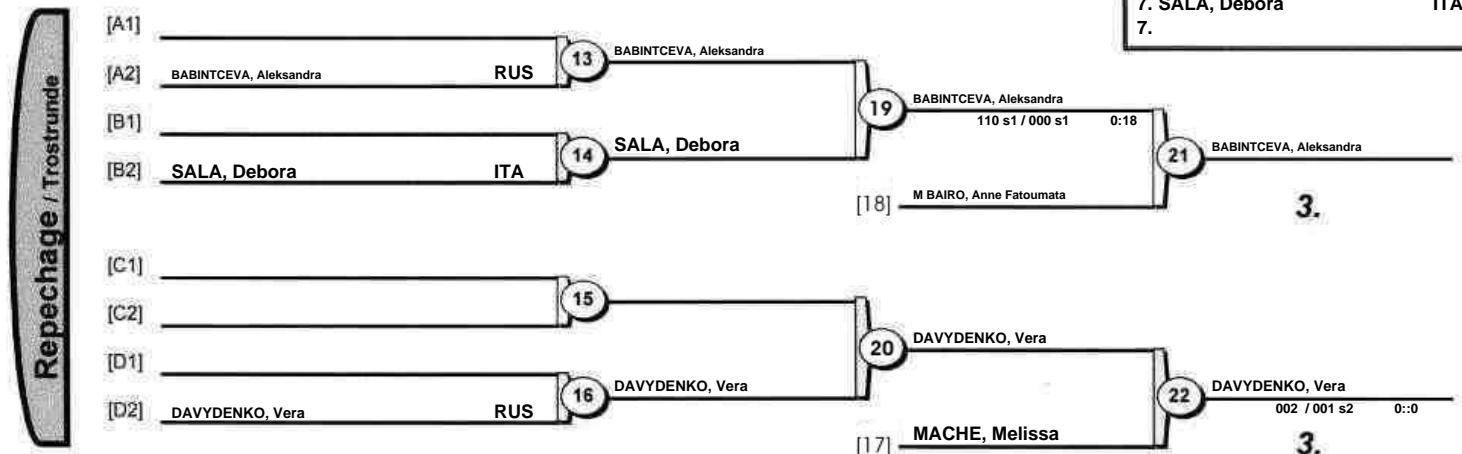 7. SALA, Debora ITA
7.
Repechage / Trostrunde
[A1]
[A2] BABINTCEVA, Aleksandra RUS
13 BABINTCEVA, Aleksandra
[B1]
[B2] SALA, Debora ITA
14 SALA, Debora
19 BABINTCEVA, Aleksandra
110 s1 / 000 s1 0:18
[18] M BAIRO, Anne Fatoumata
21 BABINTCEVA, Aleksandra
3.
[C1]
[C2]
15
[D1]
[D2] DAVYDENKO, Vera RUS
16 DAVYDENKO, Vera
20 DAVYDENKO, Vera
[17] MACHE, Melissa
22 DAVYDENKO, Vera
002 / 001 s2 0::0
3.